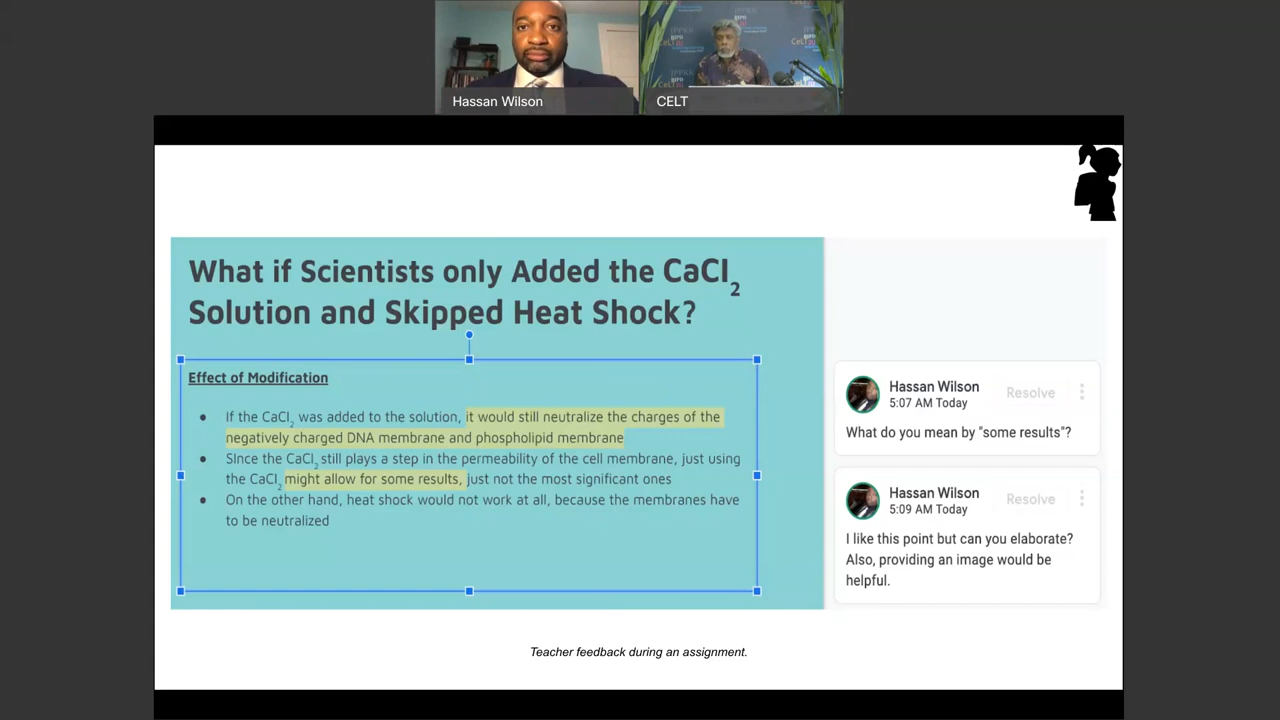 Hassan Wilson
CELT
What if Scientists only Added the CaCl2
Solution and Skipped Heat Shock?
Effect of Modification
● If the CaCl2 was added to the solution, it would still neutralize the charges of the
negatively charged DNA membrane and phospholipid membrane
● SInce the CaCl2 still plays a step in the permeability of the cell membrane, just using
the CaCl2 might allow for some results, just not the most significant ones
● On the other hand, heat shock would not work at all, because the membranes have
to be neutralized
Hassan Wilson
Resolve
5:07 AM Today
What do you mean by "some results"?
Hassan Wilson
Resolve
5:09 AM Today
I like this point but can you elaborate?
Also, providing an image would be
helpful.
Teacher feedback during an assignment.